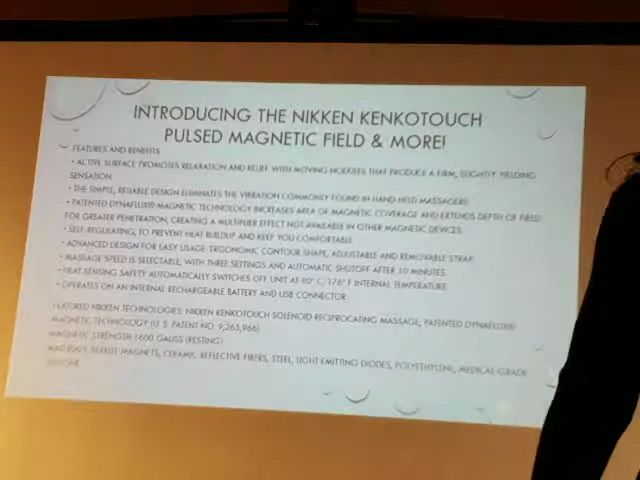 INTRODUCING THE NIKKEN KENKOTOUCH
PULSED MAGNETIC FIELD & MORE!
FEATURES AND BENEFITS
• ACTIVE SURFACE PROMOTES RELAXATION AND RELIEF WITH MOVING NODULES THAT PRODUCE A FIRM, SLIGHTLY YIELDING
SENSATION
• THE SIMPLE, RELIABLE DESIGN ELIMINATES THE VIBRATION COMMONLY FOUND IN HAND HELD MASSAGERS
• PATENTED DYNAFLUX® MAGNETIC TECHNOLOGY INCREASES AREA OF MAGNETIC COVERAGE AND EXTENDS DEPTH OF FIELD
FOR GREATER PENETRATION, CREATING A MULTIPLIER EFFECT NOT AVAILABLE IN OTHER MAGNETIC DEVICES
• SELF-REGULATING, TO PREVENT HEAT BUILDUP AND KEEP YOU COMFORTABLE
• ADVANCED DESIGN FOR EASY USAGE: ERGONOMIC CONTOUR SHAPE, ADJUSTABLE AND REMOVABLE STRAP
• MASSAGE SPEED IS SELECTABLE, WITH THREE SETTINGS AND AUTOMATIC SHUTOFF AFTER 10 MINUTES
• HEAT SENSING SAFETY AUTOMATICALLY SWITCHES OFF UNIT AT 80° C/176° F INTERNAL TEMPERATURE
• OPERATES ON AN INTERNAL RECHARGEABLE BATTERY AND USB CONNECTOR
NIKKEN TECHNOLOGIES: NIKKEN KENKOTOUCH SOLENOID RECIPROCATING MASSAGE, PATENTED DYNAFLUX®
MAGNETIC TECHNOLOGY (U. S. PATENT NO. 9,265,966)
MAGNETIC STRENGTH 1600 GAUSS (RESTING)
MATERIALS: FERRITE MAGNETS, CERAMIC REFLECTIVE FIBERS, STEEL, LIGHT EMITTING DIODES, POLYETHYLENE, MEDICAL GRADE